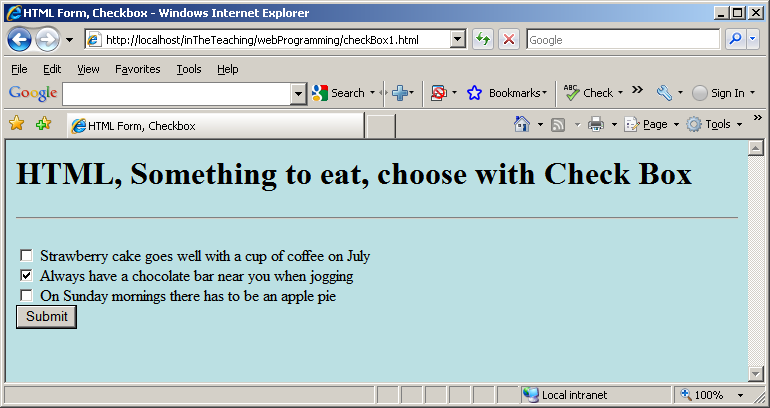 HTML Form, Checkbox - Windows Internet Explorer
http://localhost/inTheTeaching/webProgramming/checkBox1.html
Google
File Edit View Favorites Tools Help
Google Search Bookmarks ABC Check » Sign In
HTML Form, Checkbox Page Tools »
HTML, Something to eat, choose with Check Box
Strawberry cake goes well with a cup of coffee on July
Always have a chocolate bar near you when jogging
On Sunday mornings there has to be an apple pie
Submit
Local intranet 100%